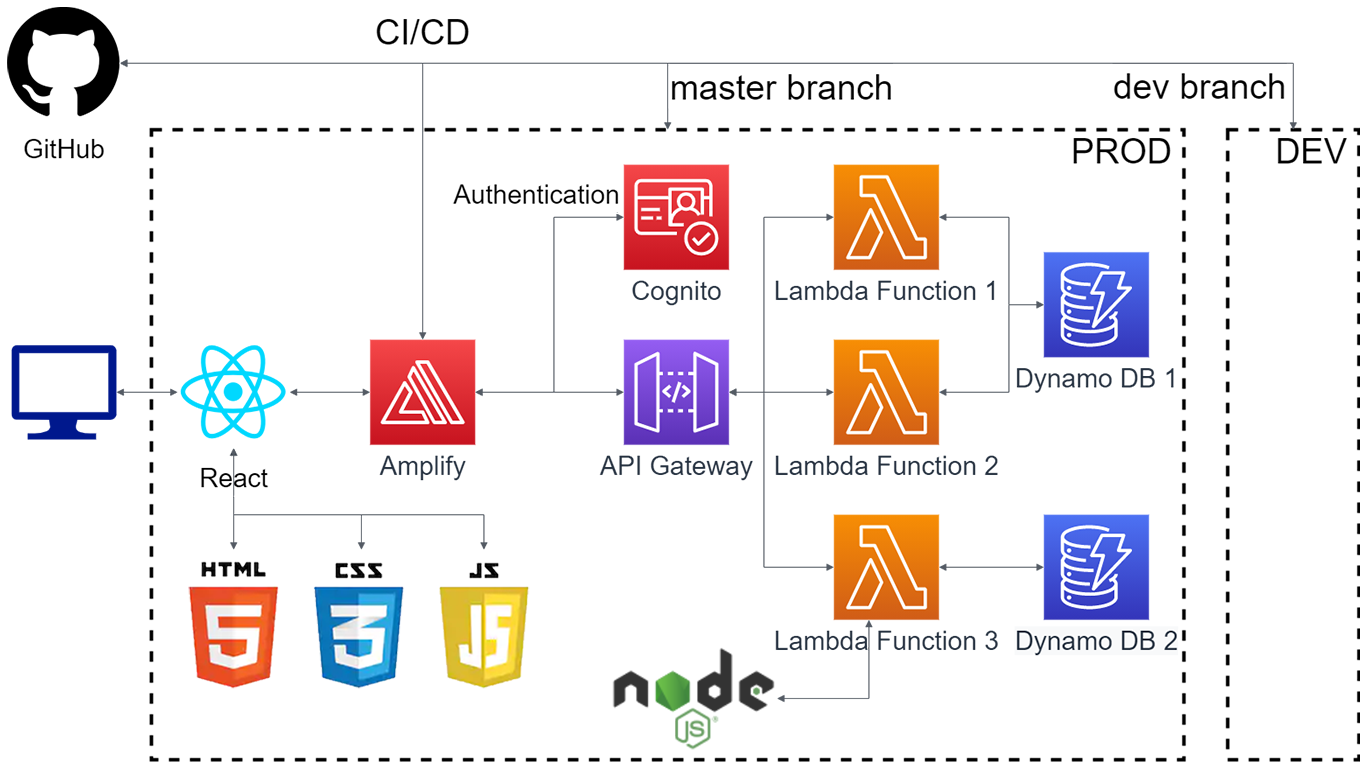 CI/CD
master branch
dev branch
GitHub
PROD
DEV
Authentication
Cognito
Lambda Function 1
Dynamo DB 1
React
Amplify
API Gateway
Lambda Function 2
HTML
CSS
JS
5
3
JS
Lambda Function 3
Dynamo DB 2
node
JS